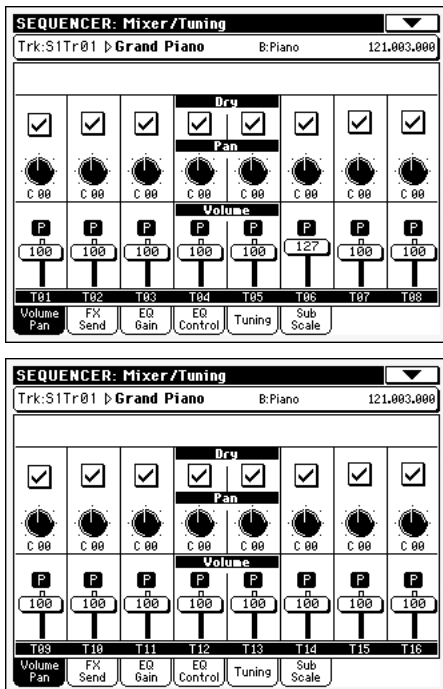 SEQUENCER: Mixer/Tuning
Trk:S1Tr01 Grand Piano B:Piano 121.003.000
Dry
Pan
C 00 C 00 C 00 C 00 C 00 C 00 C 00 C 00
Volume
P P P P P P P P
100 100 100 100 100 127 100 100
T01 T02 T03 T04 T05 T06 T07 T08
Volume Pan FX Send EQ Gain EQ Control Tuning Sub Scale
SEQUENCER: Mixer/Tuning
Trk:S1Tr01 Grand Piano B:Piano 121.003.000
Dry
Pan
C 00 C 00 C 00 C 00 C 00 C 00 C 00 C 00
Volume
P P P P P P P P
100 100 100 100 100 100 100 100
T09 T10 T11 T12 T13 T14 T15 T16
Volume Pan FX Send EQ Gain EQ Control Tuning Sub Scale